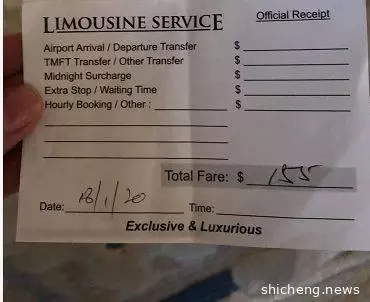 LIMOUSINE SERVICE
Official Receipt
Airport Arrival / Departure Transfer $
TMFT Transfer / Other Transfer $
Midnight Surcharge $
Extra Stop / Waiting Time $
Hourly Booking / Other : $
Total Fare: $ 155
Date: 18/1/20 Time:
Exclusive & Luxurious
shicheng.news